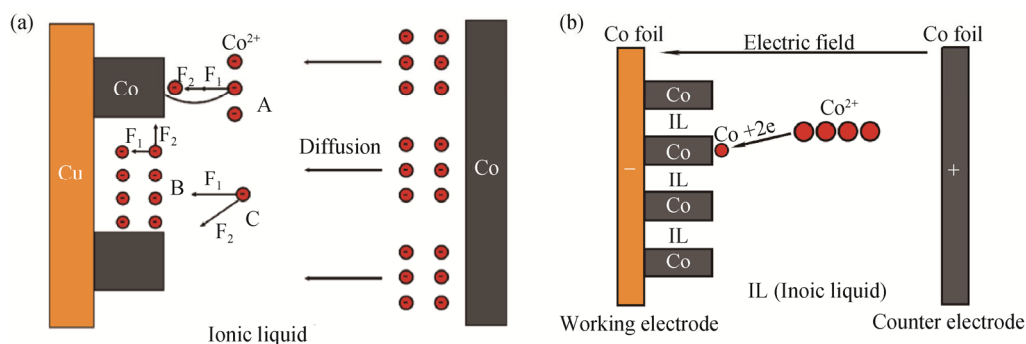 (a)
Co²⁺
F₂ F₁
Co
A
F₁
F₂
Diffusion
Cu
B
F₁
C
F₂
Co
Ionic liquid
(b)
Co foil
Co foil
Electric field
Co
IL
Co²⁺
Co +2e
Co
−
+
IL
Co
IL
Co
IL (Inoic liquid)
Working electrode
Counter electrode